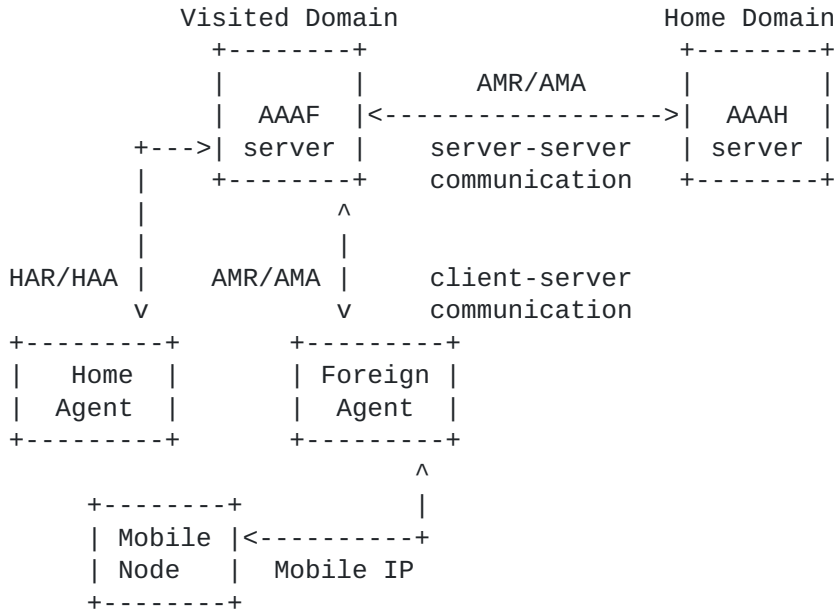 Visited Domain Home Domain
AMR/AMA
AAAF AAAH
server server-server server
communication
HAR/HAA AMR/AMA client-server
communication
Home Foreign
Agent Agent
Mobile
Node Mobile IP